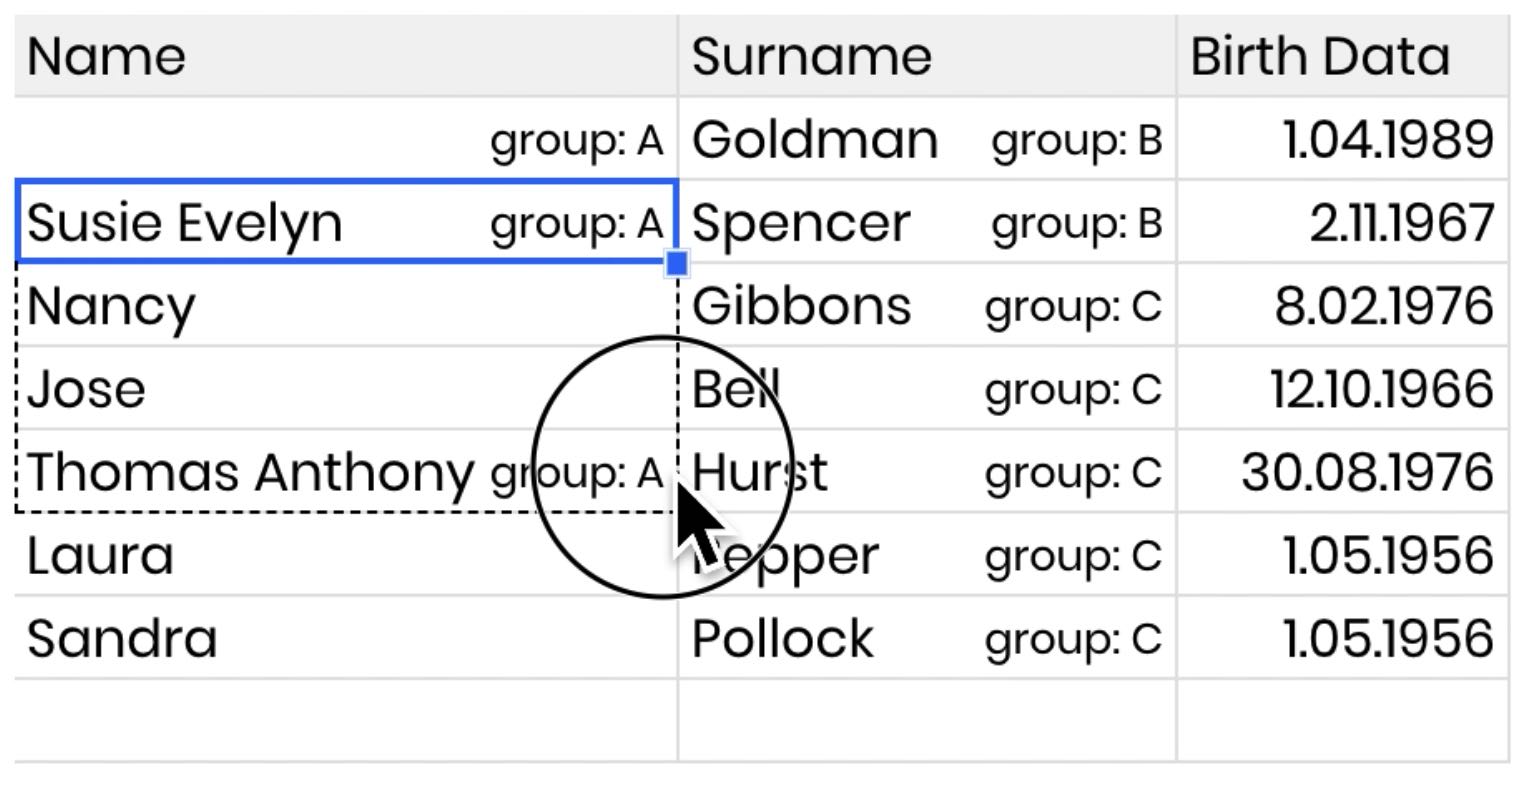 Name Surname Birth Data
group: A Goldman group: B 1.04.1989
Susie Evelyn group: A Spencer group: B 2.11.1967
Nancy Gibbons group: C 8.02.1976
Jose Bell group: C 12.10.1966
Thomas Anthony group: A Hurst group: C 30.08.1976
Laura Pepper group: C 1.05.1956
Sandra Pollock group: C 1.05.1956